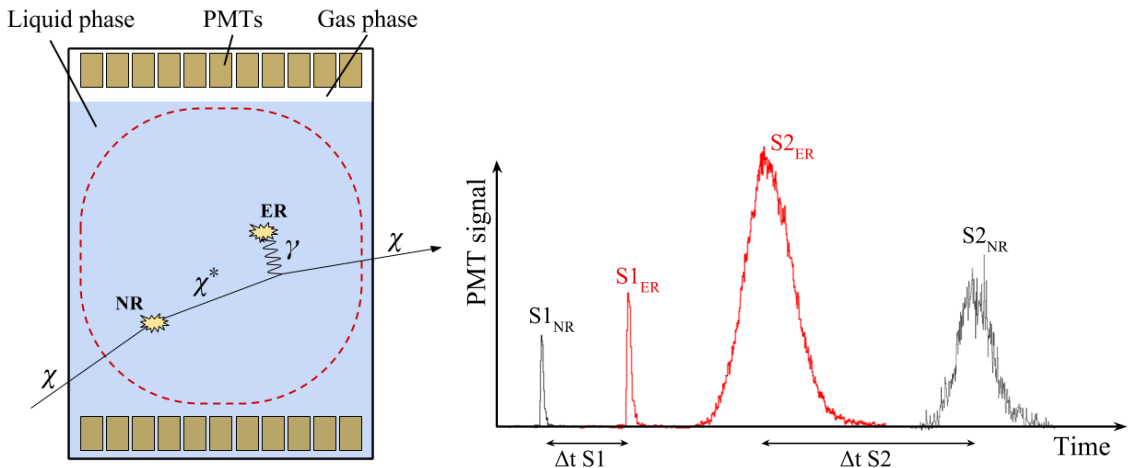 Liquid phase
PMTs
Gas phase
ER
γ
χ
χ*
NR
χ
PMT signal
S1NR
S1ER
S2ER
S2NR
Δt S1
Δt S2
Time